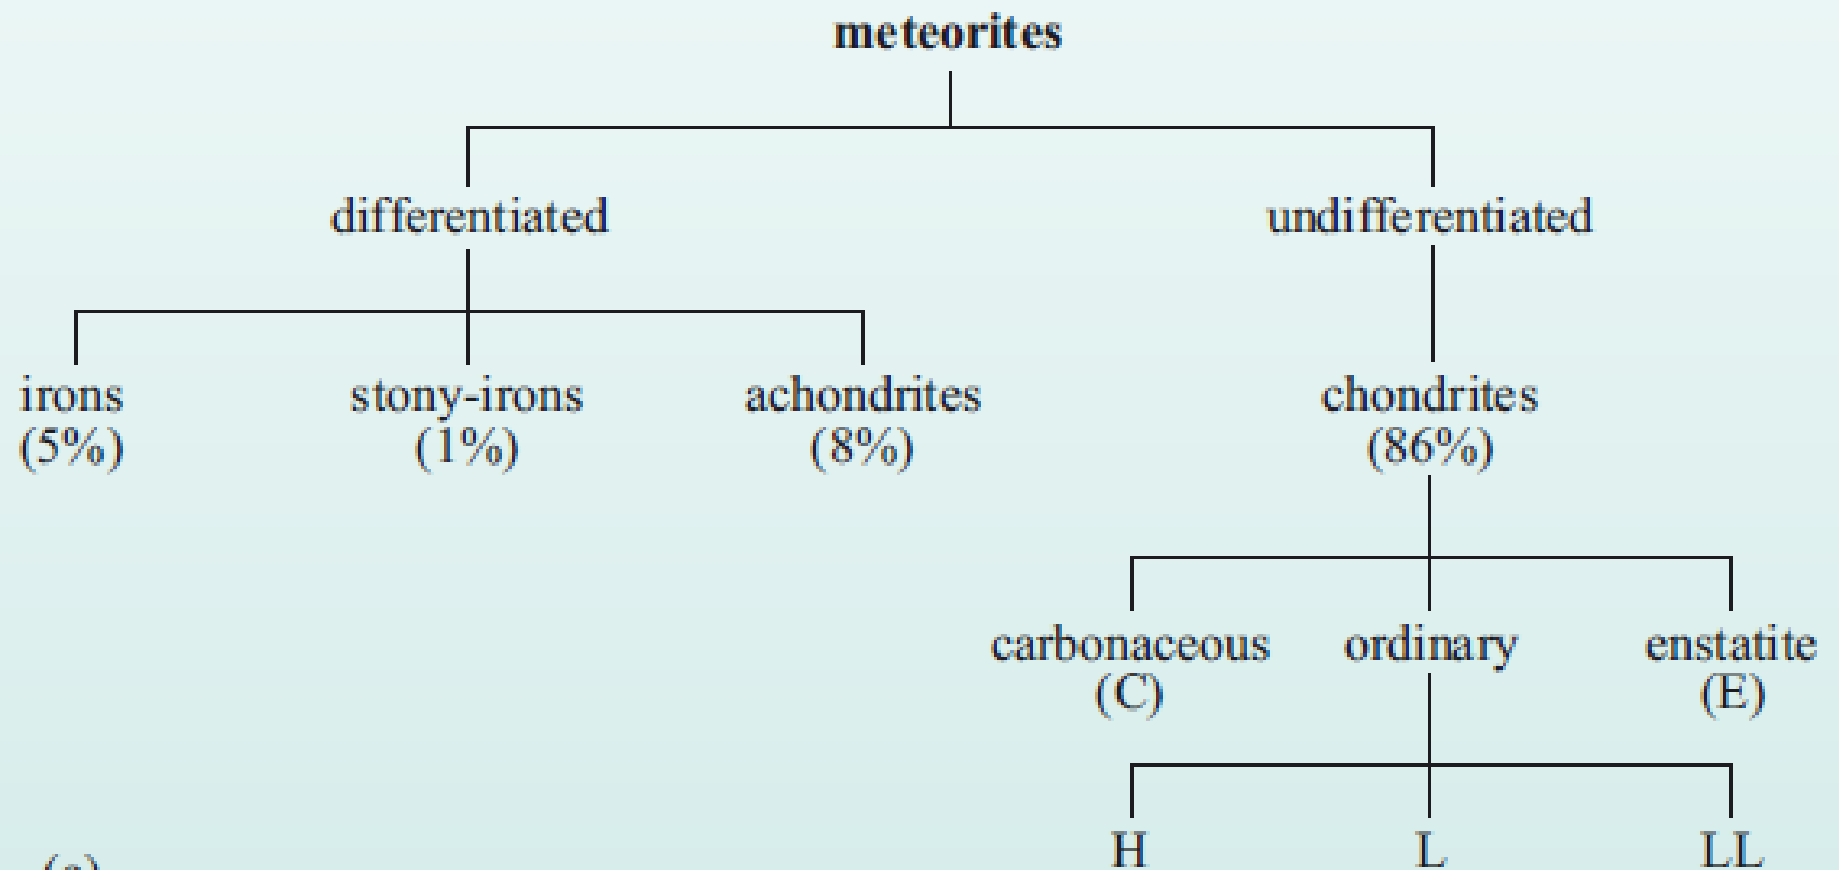 meteorites
differentiated undifferentiated
irons stony-irons achondrites chondrites
(5%) (1%) (8%) (86%)
carbonaceous ordinary enstatite
(C) (E)
H L LL